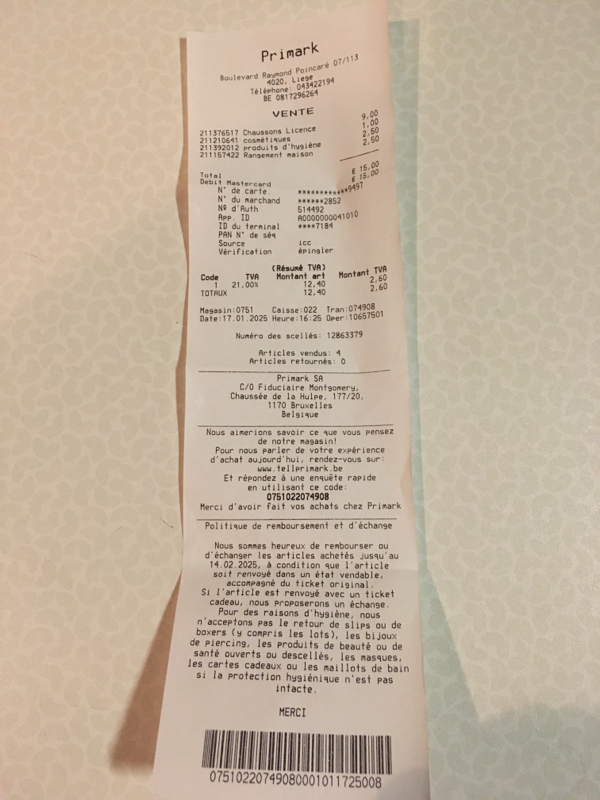 Primark
Boulevard Raymond Poincaré 07/113
4020, Liege
Téléphone: 043422194
BE 0817296264
VENTE
211376517 Chaussons Licence 9,00
211210641 cosmétiques 1,00
211392012 produits d'hygiène 2,50
211157422 Rangement maison 2,50
Total € 15,00
Debit Mastercard € 15,00
N° de carte. ************9497
N° du marchand ******2852
Nº d'Auth 514492
App. ID A0000000041010
ID du terminal ****7184
PAN N° de séq
Source icc
Vérification épingler
(Résumé TVA)
Code TVA Montant art Montant TVA
1 21,00% 12,40 2,60
TOTAUX 12,40 2,60
Magasin:0751 Caisse:022 Tran:074908
Date:17.01.2025 Heure:16:25 Oper:10657501
Numéro des scellés: 12863379
Articles vendus: 4
Articles retournés: 0
Primark SA
C/O Fiduciaire Montgomery,
Chaussée de la Hulpe, 177/20,
1170 Bruxelles
Belgique
Nous aimerions savoir ce que vous pensez
de notre magasin!
Pour nous parler de votre expérience
d'achat aujourd'hui, rendez-vous sur:
www.tellprimark.be
Et répondez à une enquête rapide
en utilisant ce code:
0751022074908
Merci d'avoir fait vos achats chez Primark
Politique de remboursement et d'échange
Nous sommes heureux de rembourser ou
d'échanger les articles achetés jusqu'au
14.02.2025, à condition que l'article
soit renvoyé dans un état vendable,
accompagné du ticket original.
Si l'article est renvoyé avec un ticket
cadeau, nous proposerons un échange.
Pour des raisons d'hygiène, nous
n'acceptons pas le retour de slips ou de
boxers (y compris les lots), les bijoux
de piercing, les produits de beauté ou de
santé ouverts ou descellés, les masques,
les cartes cadeaux ou les maillots de bain
si la protection hygiénique n'est pas
intacte.
MERCI
07510220749080001011725008